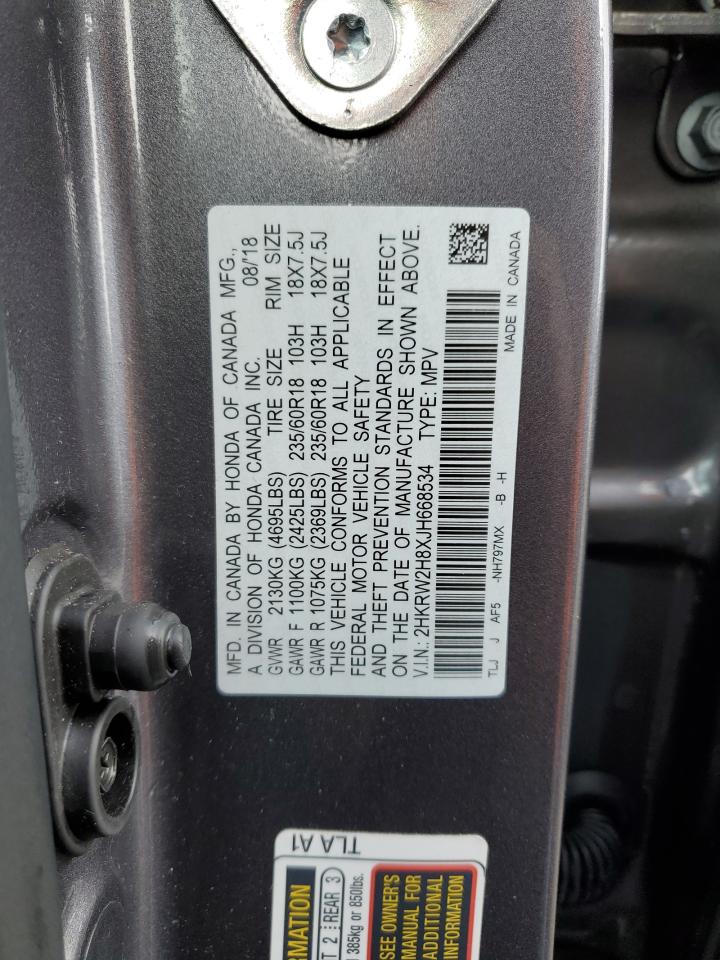 MFD. IN CANADA BY HONDA OF CANADA MFG.,
A DIVISION OF HONDA CANADA INC. 08/'18
GVWR 2130KG (4695LBS) TIRE SIZE RIM SIZE
GAWR F 1100KG (2425LBS) 235/60R18 103H 18X7.5J
GAWR R 1075KG (2369LBS) 235/60R18 103H 18X7.5J
THIS VEHICLE CONFORMS TO ALL APPLICABLE
FEDERAL MOTOR VEHICLE SAFETY
AND THEFT PREVENTION STANDARDS IN EFFECT
ON THE DATE OF MANUFACTURE SHOWN ABOVE.
V.I.N.: 2HKRW2H8XJH668534 TYPE: MPV
TLJ J AF5 -NH797MX -B -H MADE IN CANADA
TLA A1
2 REAR 3
385kg or 850lbs.
SEE OWNER'S
MANUAL FOR
ADDITIONAL
INFORMATION